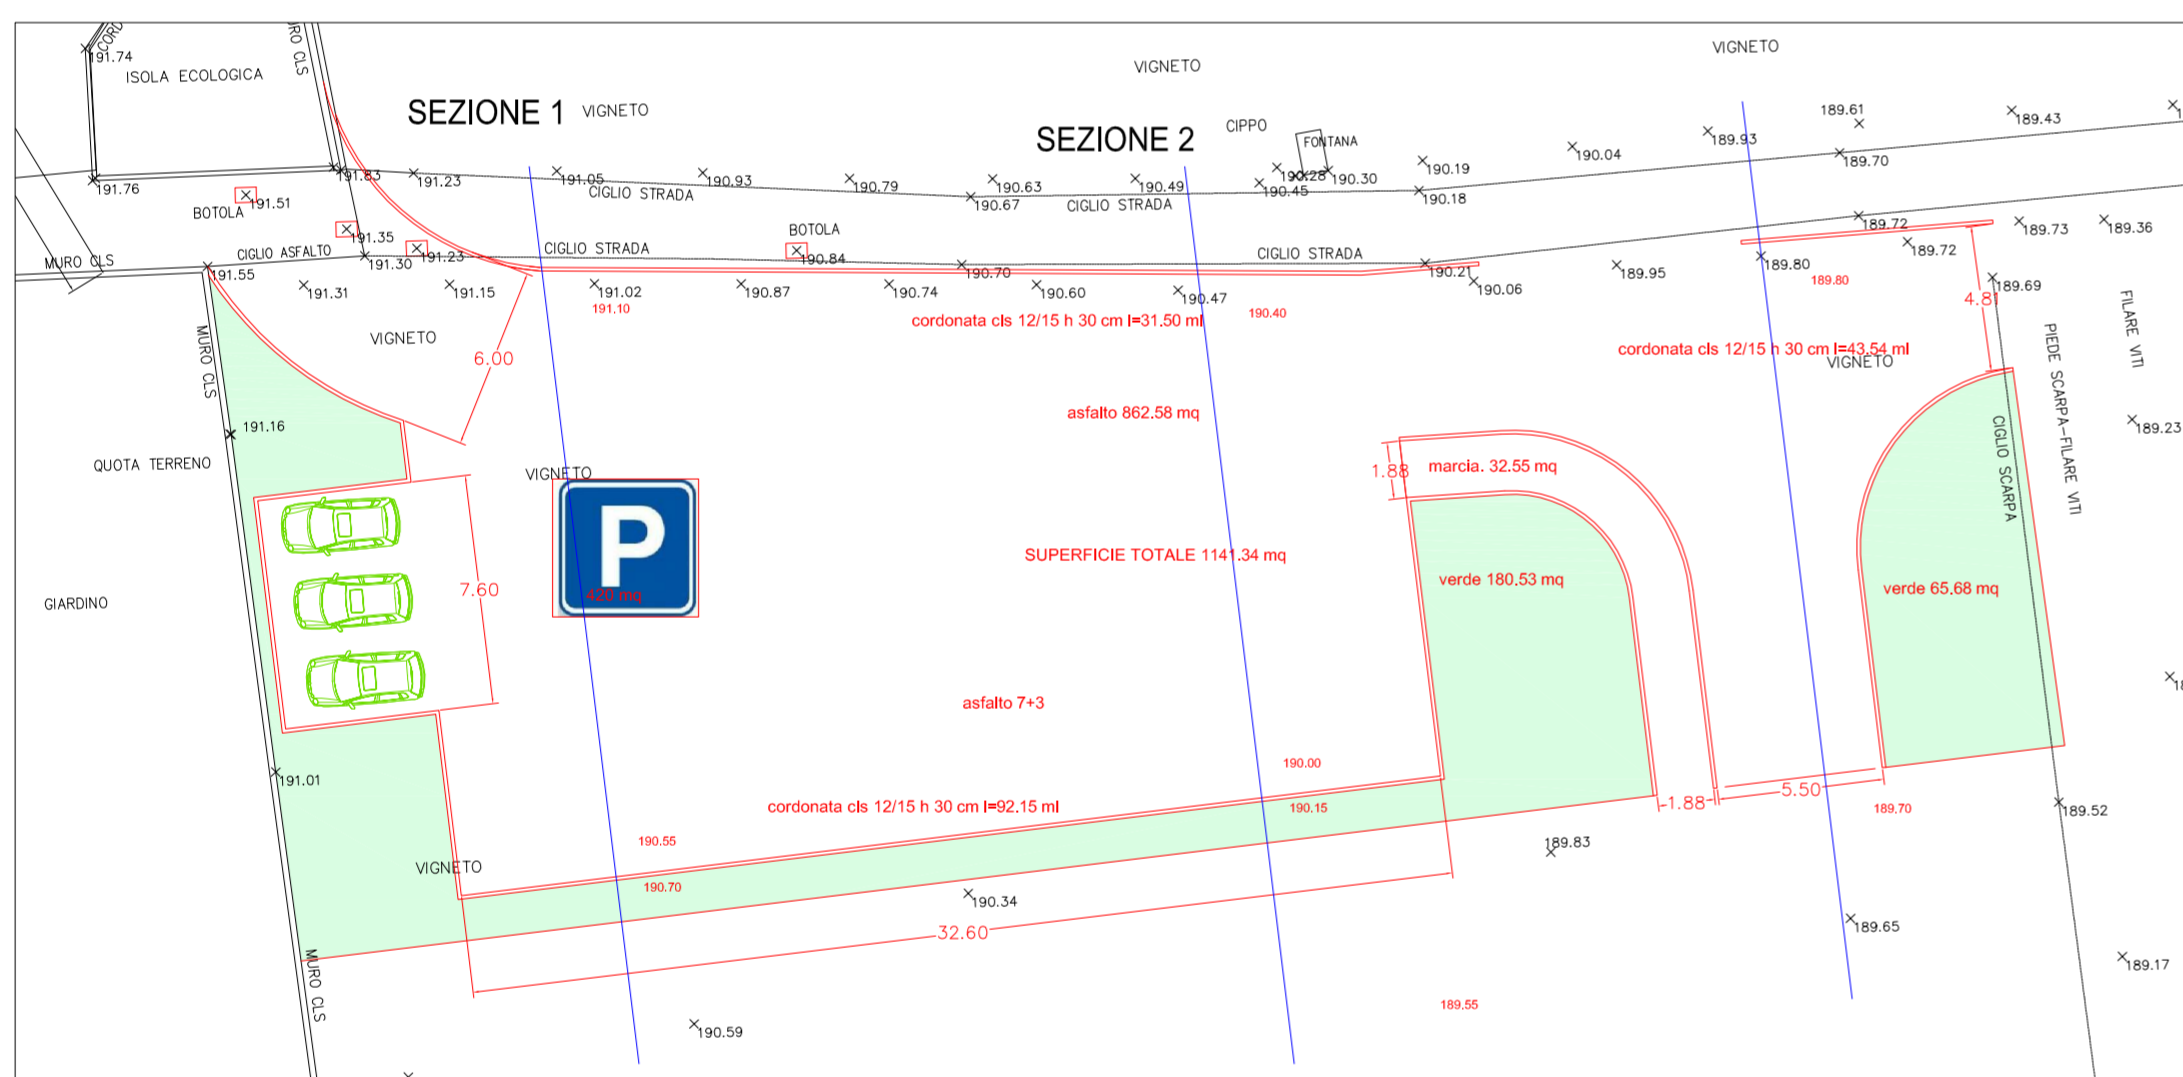 CORD
191.74
ISOLA ECOLOGICA
RO CLS
SEZIONE 1
VIGNETO
VIGNETO
VIGNETO
SEZIONE 2
CIPPO
FONTANA
189.61
189.93
189.43
190.04
189.70
191.76
191.83
191.23
191.05
190.93
190.79
190.63
190.49
190.28
190.30
190.45
190.19
190.18
CIGLIO STRADA
190.67
CIGLIO STRADA
191.51
BOTOLA
191.35
191.23
CIGLIO ASFALTO
191.30
MURO CLS
191.55
CIGLIO STRADA
BOTOLA
190.84
190.70
CIGLIO STRADA
190.21
189.72
189.73
189.36
189.72
189.80
189.95
190.06
189.80
189.69
4.81
191.31
191.15
191.02
191.10
190.87
190.74
190.60
190.47
190.40
cordonata cls 12/15 h 30 cm l=31.50 ml
cordonata cls 12/15 h 30 cm l=43.54 ml
VIGNETO
VIGNETO
MURO CLS
6.00
FILARE VITI
PIEDE SCARPA-FILARE VITI
CIGLIO SCARPA
189.23
asfalto 862.58 mq
191.16
QUOTA TERRENO
VIGNETO
1.88
marcia. 32.55 mq
P
420 mq
SUPERFICIE TOTALE 1141.34 mq
verde 180.53 mq
verde 65.68 mq
7.60
GIARDINO
asfalto 7+3
191.01
190.00
190.15
cordonata cls 12/15 h 30 cm l=92.15 ml
1.88
5.50
189.70
189.52
190.55
190.70
VIGNETO
189.83
190.34
32.60
189.65
189.17
MURO CLS
189.55
190.59